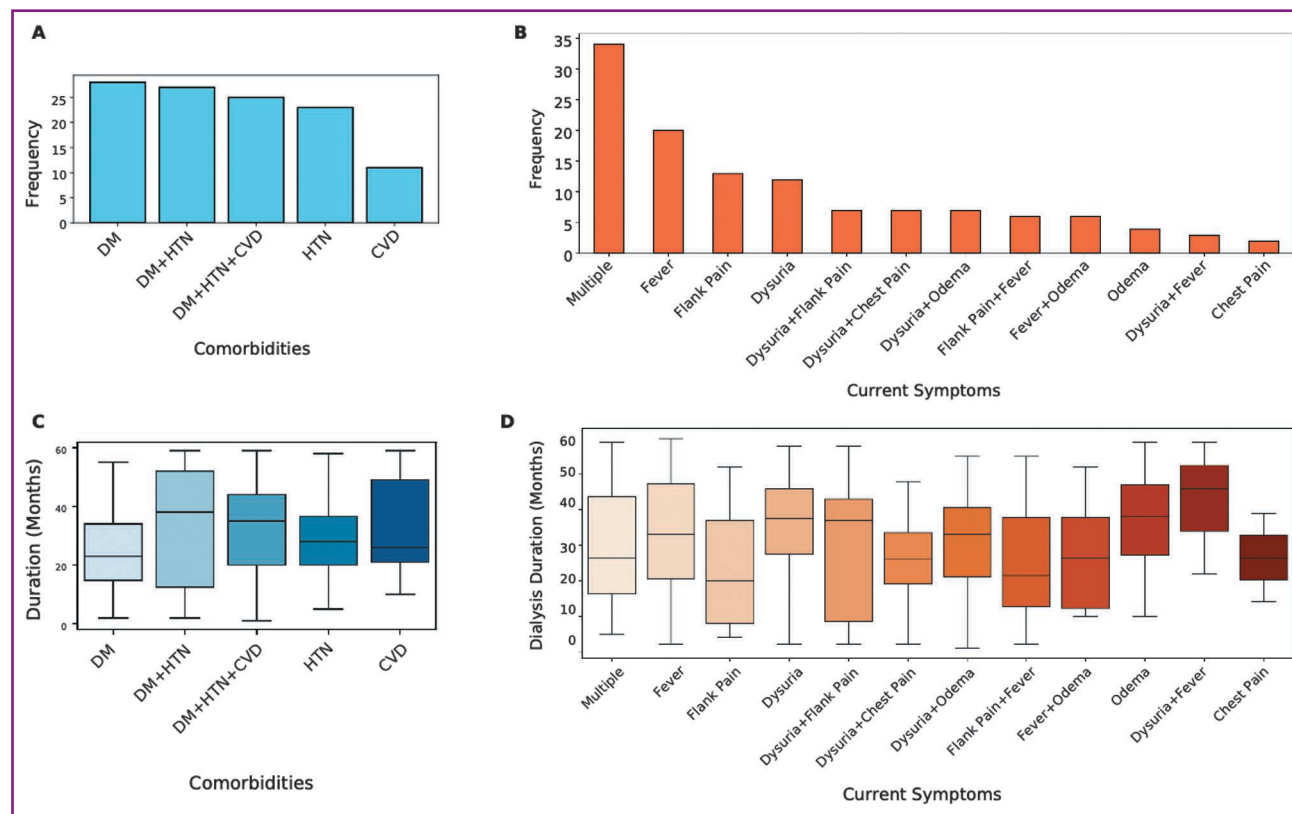 A
Frequency
25
20
15
10
5
0
DM
DM+HTN
DM+HTN+CVD
HTN
CVD
Comorbidities
B
Frequency
35
30
25
20
15
10
5
0
Multiple
Fever
Flank Pain
Dysuria
Dysuria+Flank Pain
Dysuria+Chest Pain
Dysuria+Odema
Flank Pain+Fever
Fever+Odema
Odema
Dysuria+Fever
Chest Pain
Current Symptoms
C
Duration (Months)
60
40
20
0
DM
DM+HTN
DM+HTN+CVD
HTN
CVD
Comorbidities
D
Dialysis Duration (Months)
60
50
40
30
20
10
0
Multiple
Fever
Flank Pain
Dysuria
Dysuria+Flank Pain
Dysuria+Chest Pain
Dysuria+Odema
Flank Pain+Fever
Fever+Odema
Odema
Dysuria+Fever
Chest Pain
Current Symptoms